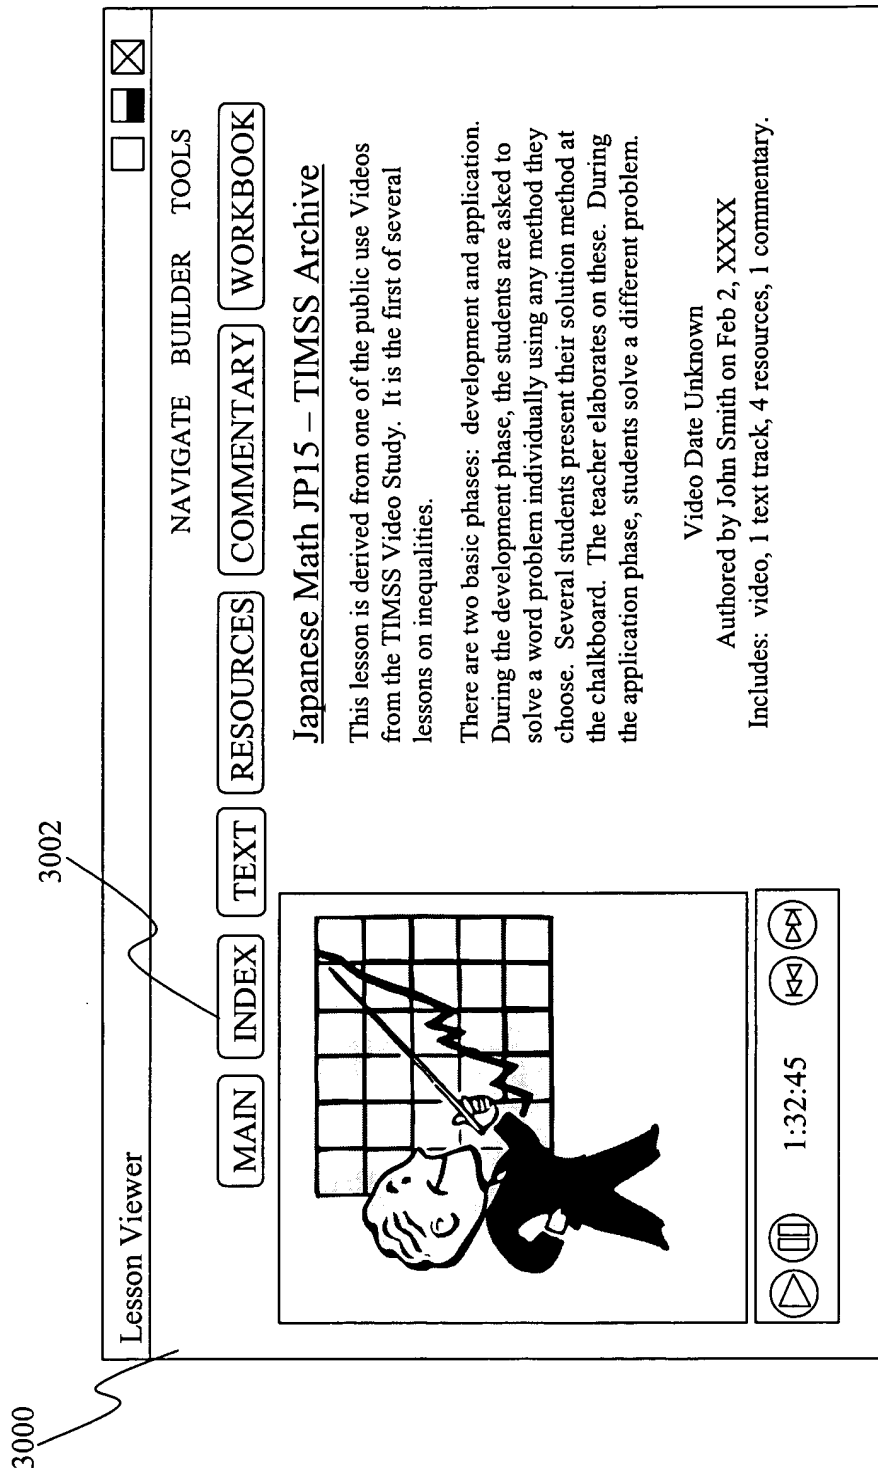 3000
3002
Lesson Viewer
NAVIGATE BUILDER TOOLS
MAIN INDEX TEXT RESOURCES COMMENTARY WORKBOOK
Japanese Math JP15 – TIMSS Archive
This lesson is derived from one of the public use Videos
from the TIMSS Video Study. It is the first of several
lessons on inequalities.
There are two basic phases: development and application.
During the development phase, the students are asked to
solve a word problem individually using any method they
choose. Several students present their solution method at
the chalkboard. The teacher elaborates on these. During
the application phase, students solve a different problem.
Video Date Unknown
Authored by John Smith on Feb 2, XXXX
Includes: video, 1 text track, 4 resources, 1 commentary.
1:32:45